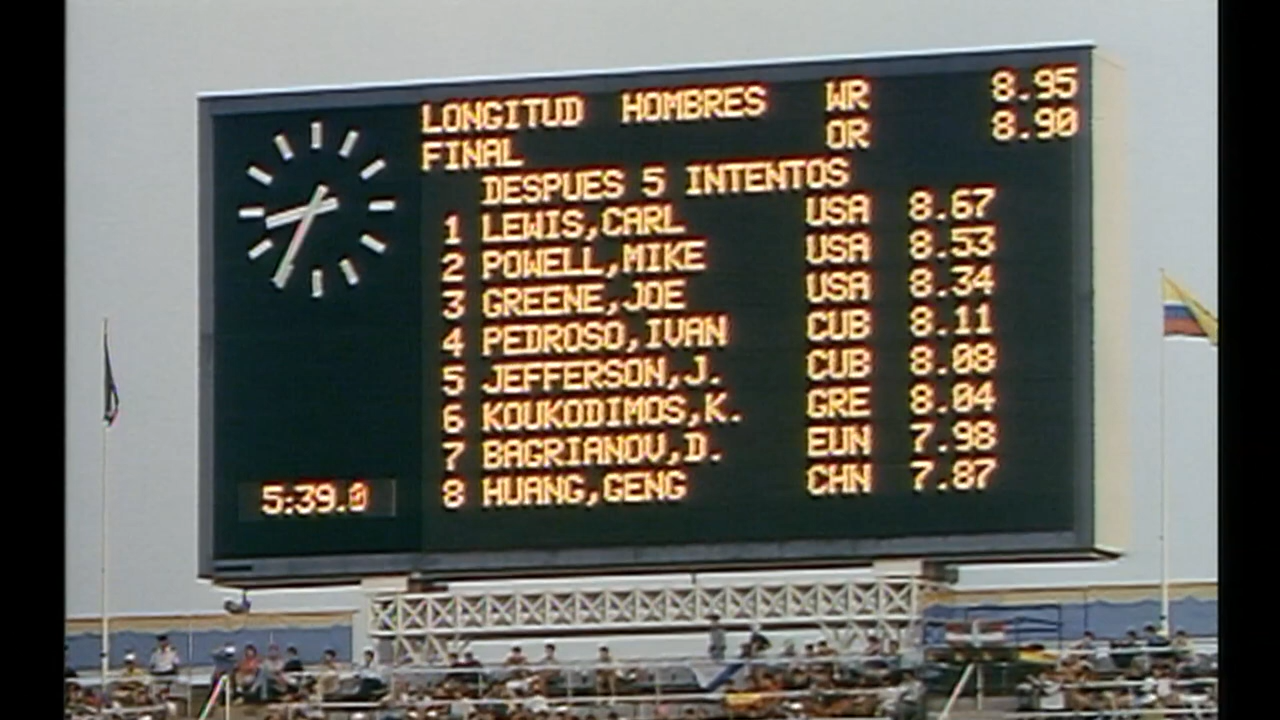 LONGITUD HOMBRES WR 8.95
FINAL OR 8.90
DESPUES 5 INTENTOS
1 LEWIS,CARL USA 8.67
2 POWELL,MIKE USA 8.53
3 GREENE,JOE USA 8.34
4 PEDROSO,IVAN CUB 8.11
5 JEFFERSON,J. CUB 8.08
6 KOUKODIMOS,K. GRE 8.04
7 BAGRIANOV,D. EUN 7.98
8 HUANG,GENG CHN 7.87
5:39.0